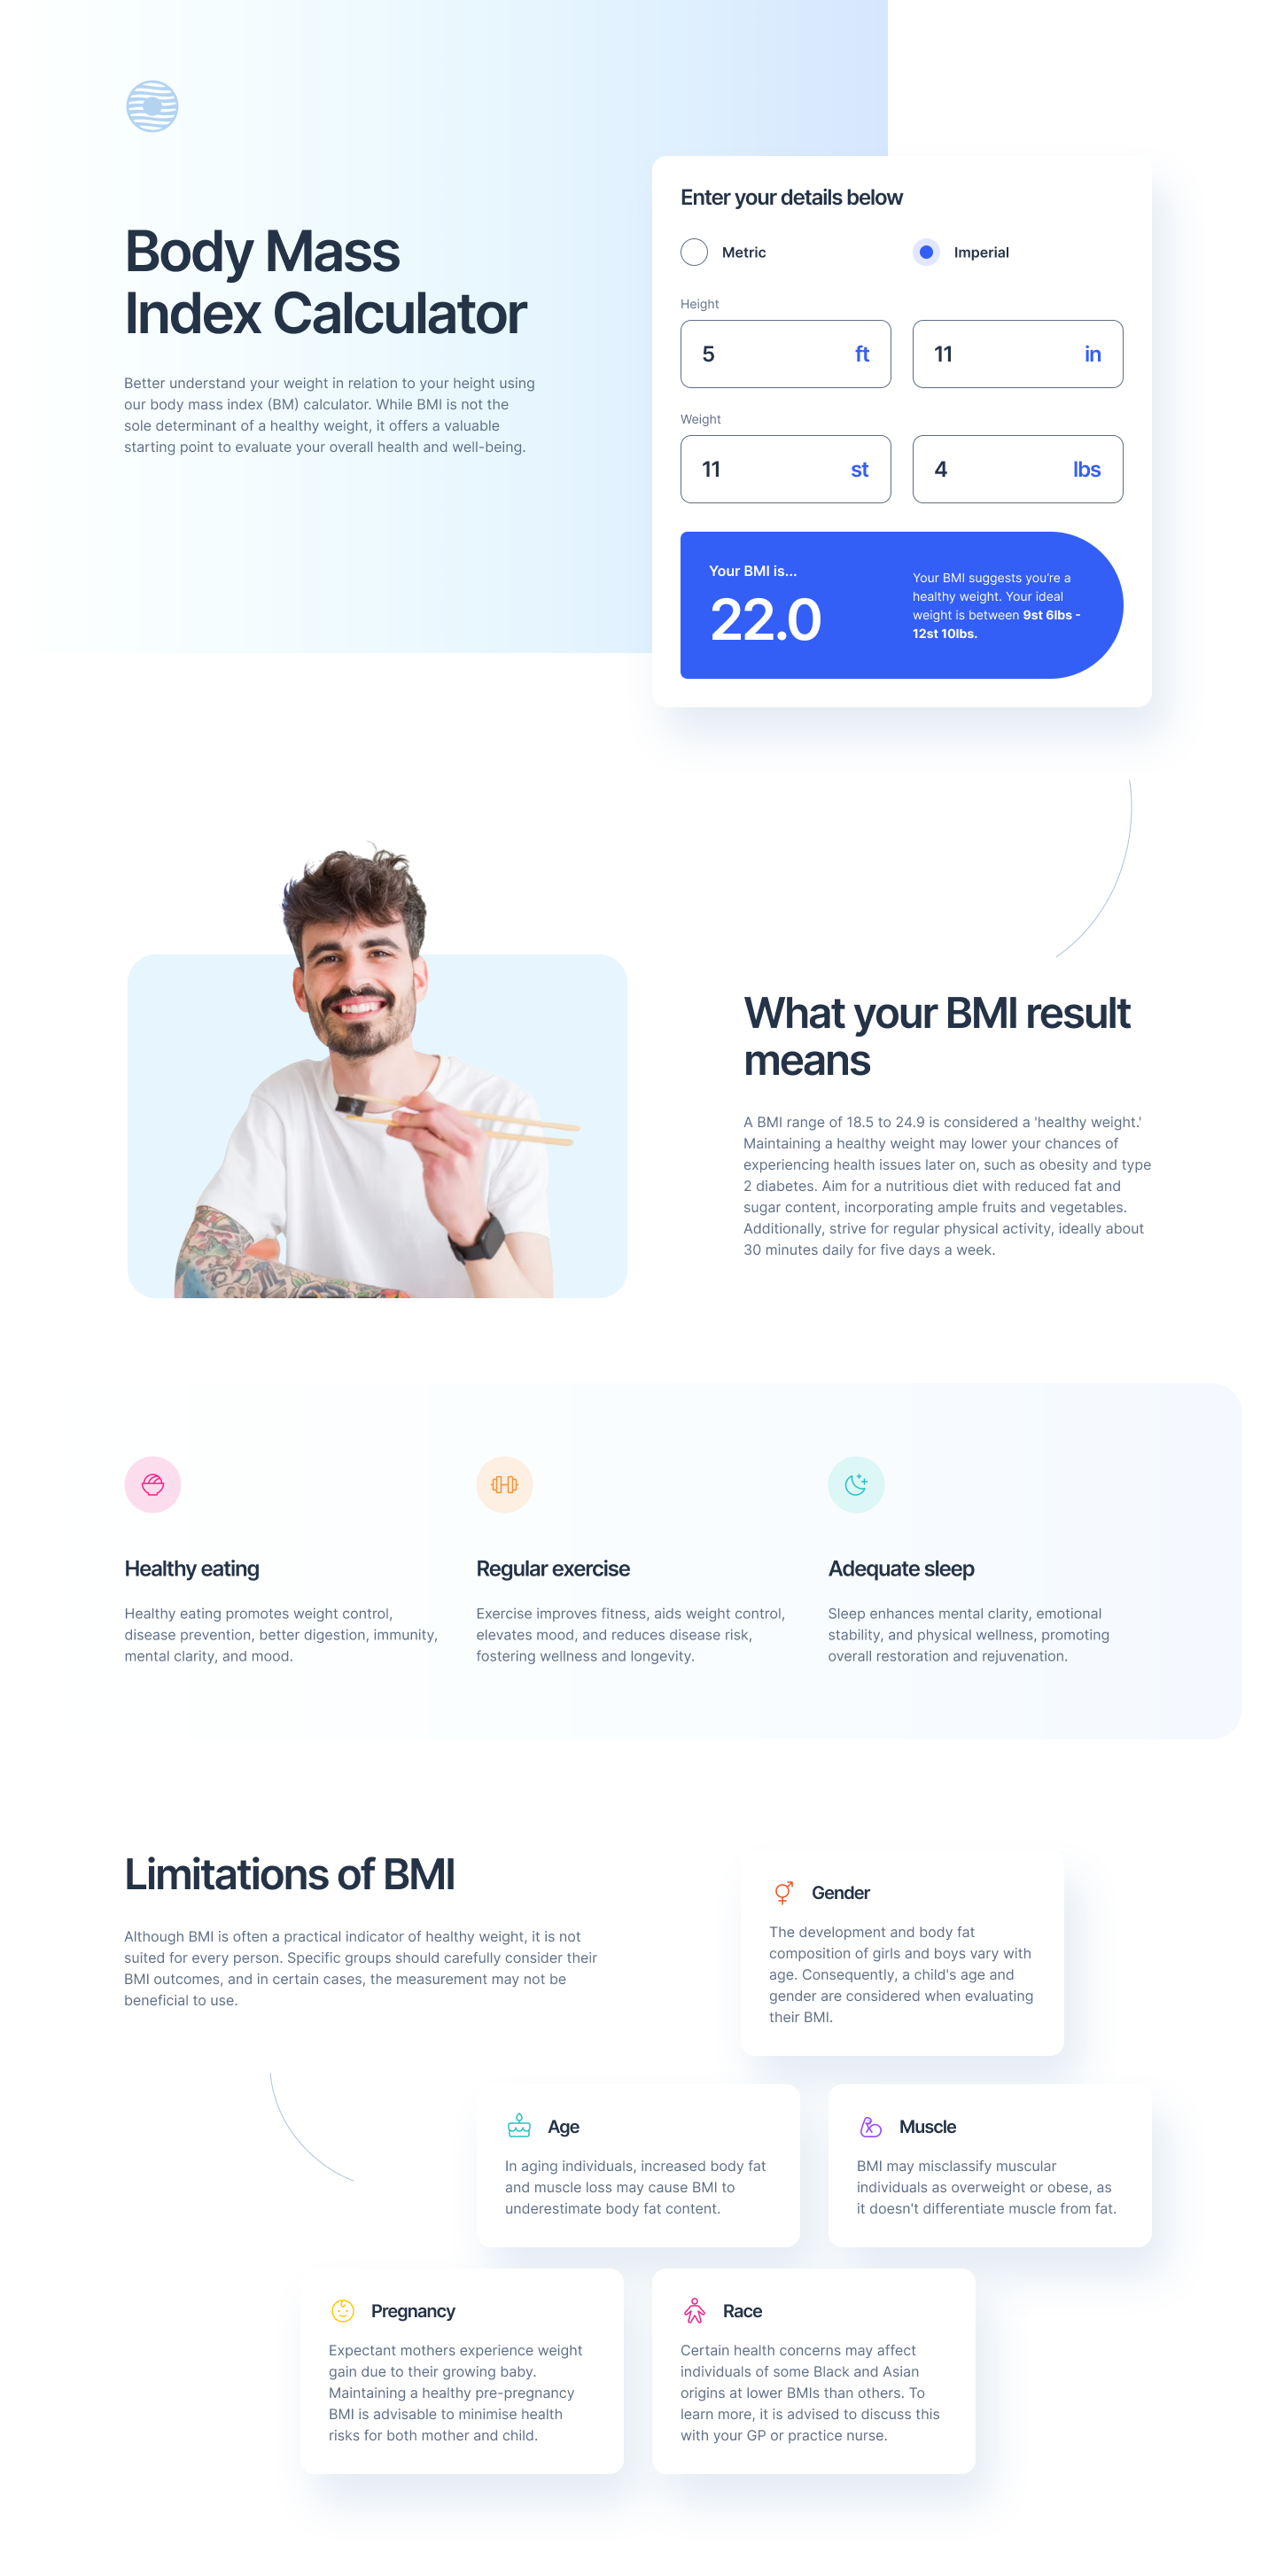 Body Mass
Index Calculator
Better understand your weight in relation to your height using
our body mass index (BM) calculator. While BMI is not the
sole determinant of a healthy weight, it offers a valuable
starting point to evaluate your overall health and well-being.
Enter your details below
Metric
Imperial
Height
5 ft
11 in
Weight
11 st
4 lbs
Your BMI is...
22.0
Your BMI suggests you're a
healthy weight. Your ideal
weight is between 9st 6lbs -
12st 10lbs.
What your BMI result
means
A BMI range of 18.5 to 24.9 is considered a 'healthy weight.'
Maintaining a healthy weight may lower your chances of
experiencing health issues later on, such as obesity and type
2 diabetes. Aim for a nutritious diet with reduced fat and
sugar content, incorporating ample fruits and vegetables.
Additionally, strive for regular physical activity, ideally about
30 minutes daily for five days a week.
Healthy eating
Healthy eating promotes weight control,
disease prevention, better digestion, immunity,
mental clarity, and mood.
Regular exercise
Exercise improves fitness, aids weight control,
elevates mood, and reduces disease risk,
fostering wellness and longevity.
Adequate sleep
Sleep enhances mental clarity, emotional
stability, and physical wellness, promoting
overall restoration and rejuvenation.
Limitations of BMI
Although BMI is often a practical indicator of healthy weight, it is not
suited for every person. Specific groups should carefully consider their
BMI outcomes, and in certain cases, the measurement may not be
beneficial to use.
Gender
The development and body fat
composition of girls and boys vary with
age. Consequently, a child's age and
gender are considered when evaluating
their BMI.
Age
In aging individuals, increased body fat
and muscle loss may cause BMI to
underestimate body fat content.
Muscle
BMI may misclassify muscular
individuals as overweight or obese, as
it doesn't differentiate muscle from fat.
Pregnancy
Expectant mothers experience weight
gain due to their growing baby.
Maintaining a healthy pre-pregnancy
BMI is advisable to minimise health
risks for both mother and child.
Race
Certain health concerns may affect
individuals of some Black and Asian
origins at lower BMIs than others. To
learn more, it is advised to discuss this
with your GP or practice nurse.